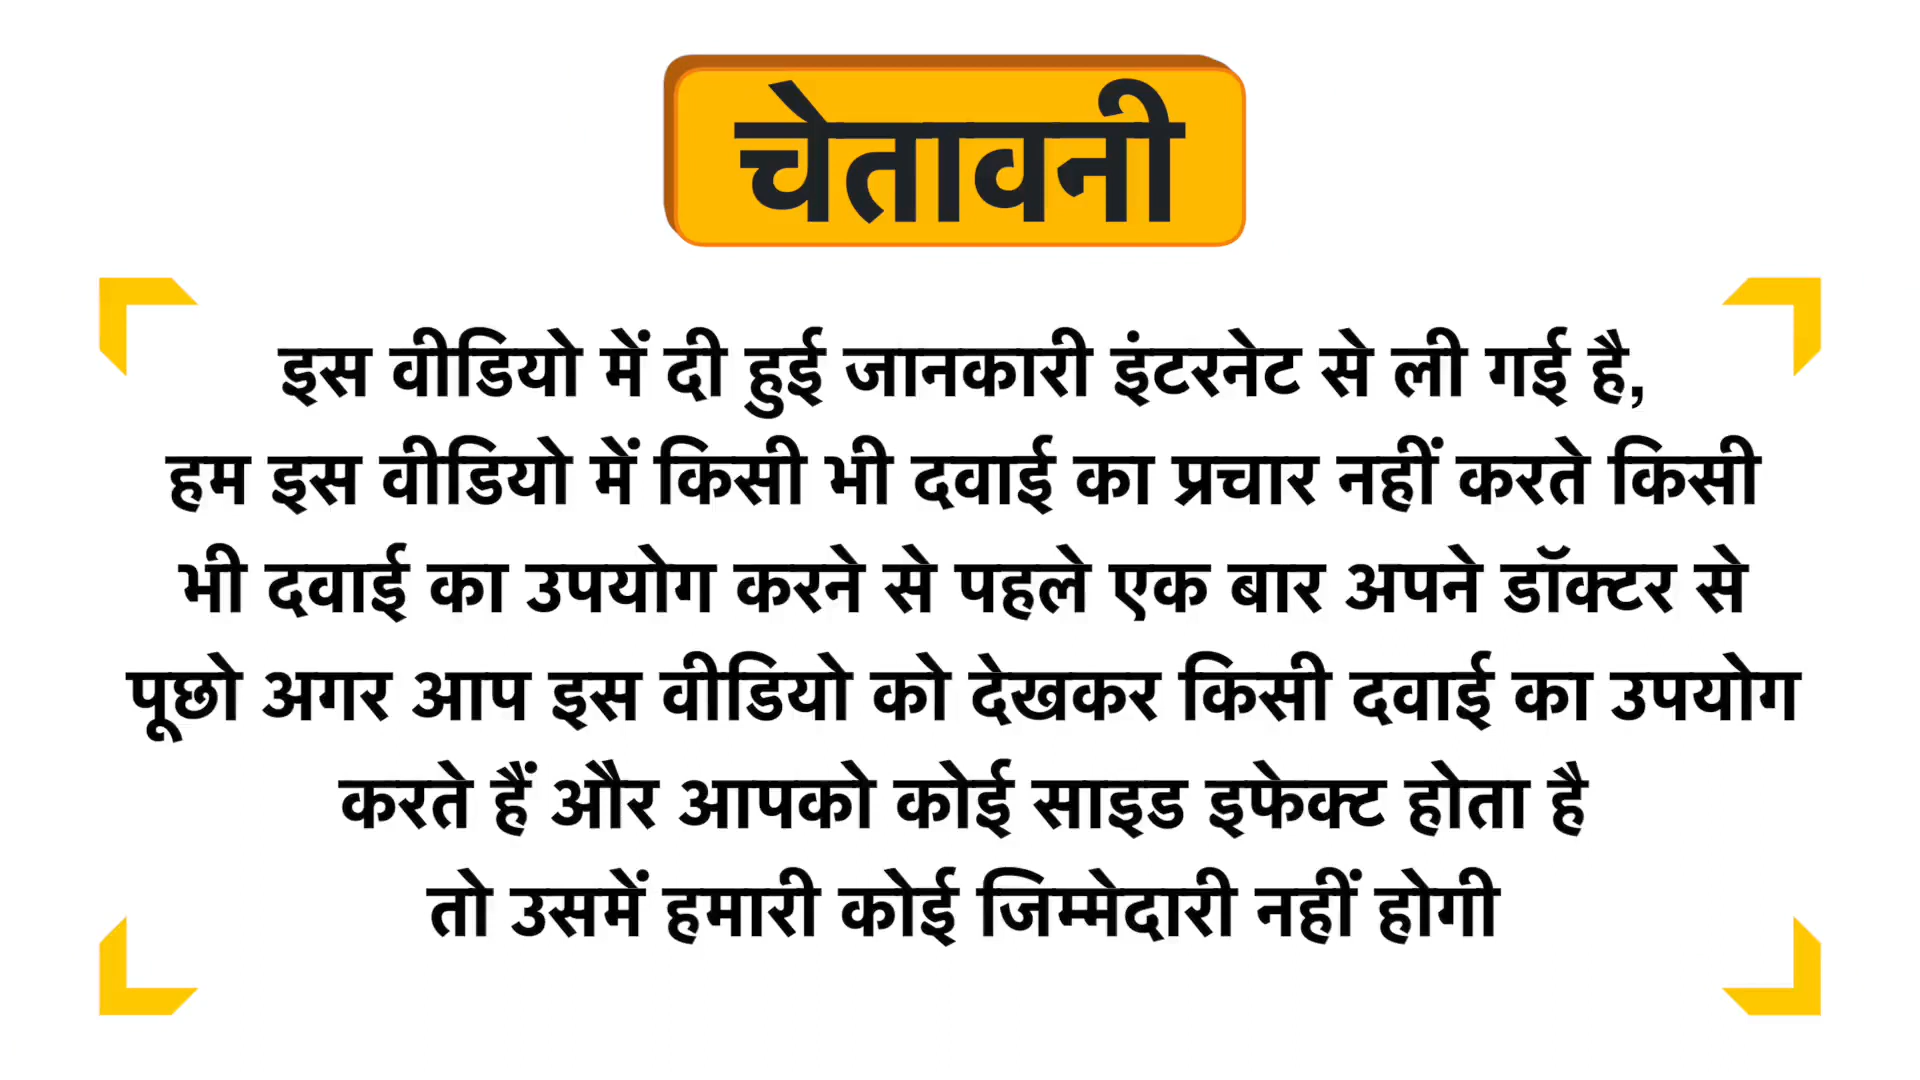 चेतावनी
इस वीडियो में दी हुई जानकारी इंटरनेट से ली गई है,
हम इस वीडियो में किसी भी दवाई का प्रचार नहीं करते किसी
भी दवाई का उपयोग करने से पहले एक बार अपने डॉक्टर से
पूछो अगर आप इस वीडियो को देखकर किसी दवाई का उपयोग
करते हैं और आपको कोई साइड इफेक्ट होता है
तो उसमें हमारी कोई जिम्मेदारी नहीं होगी